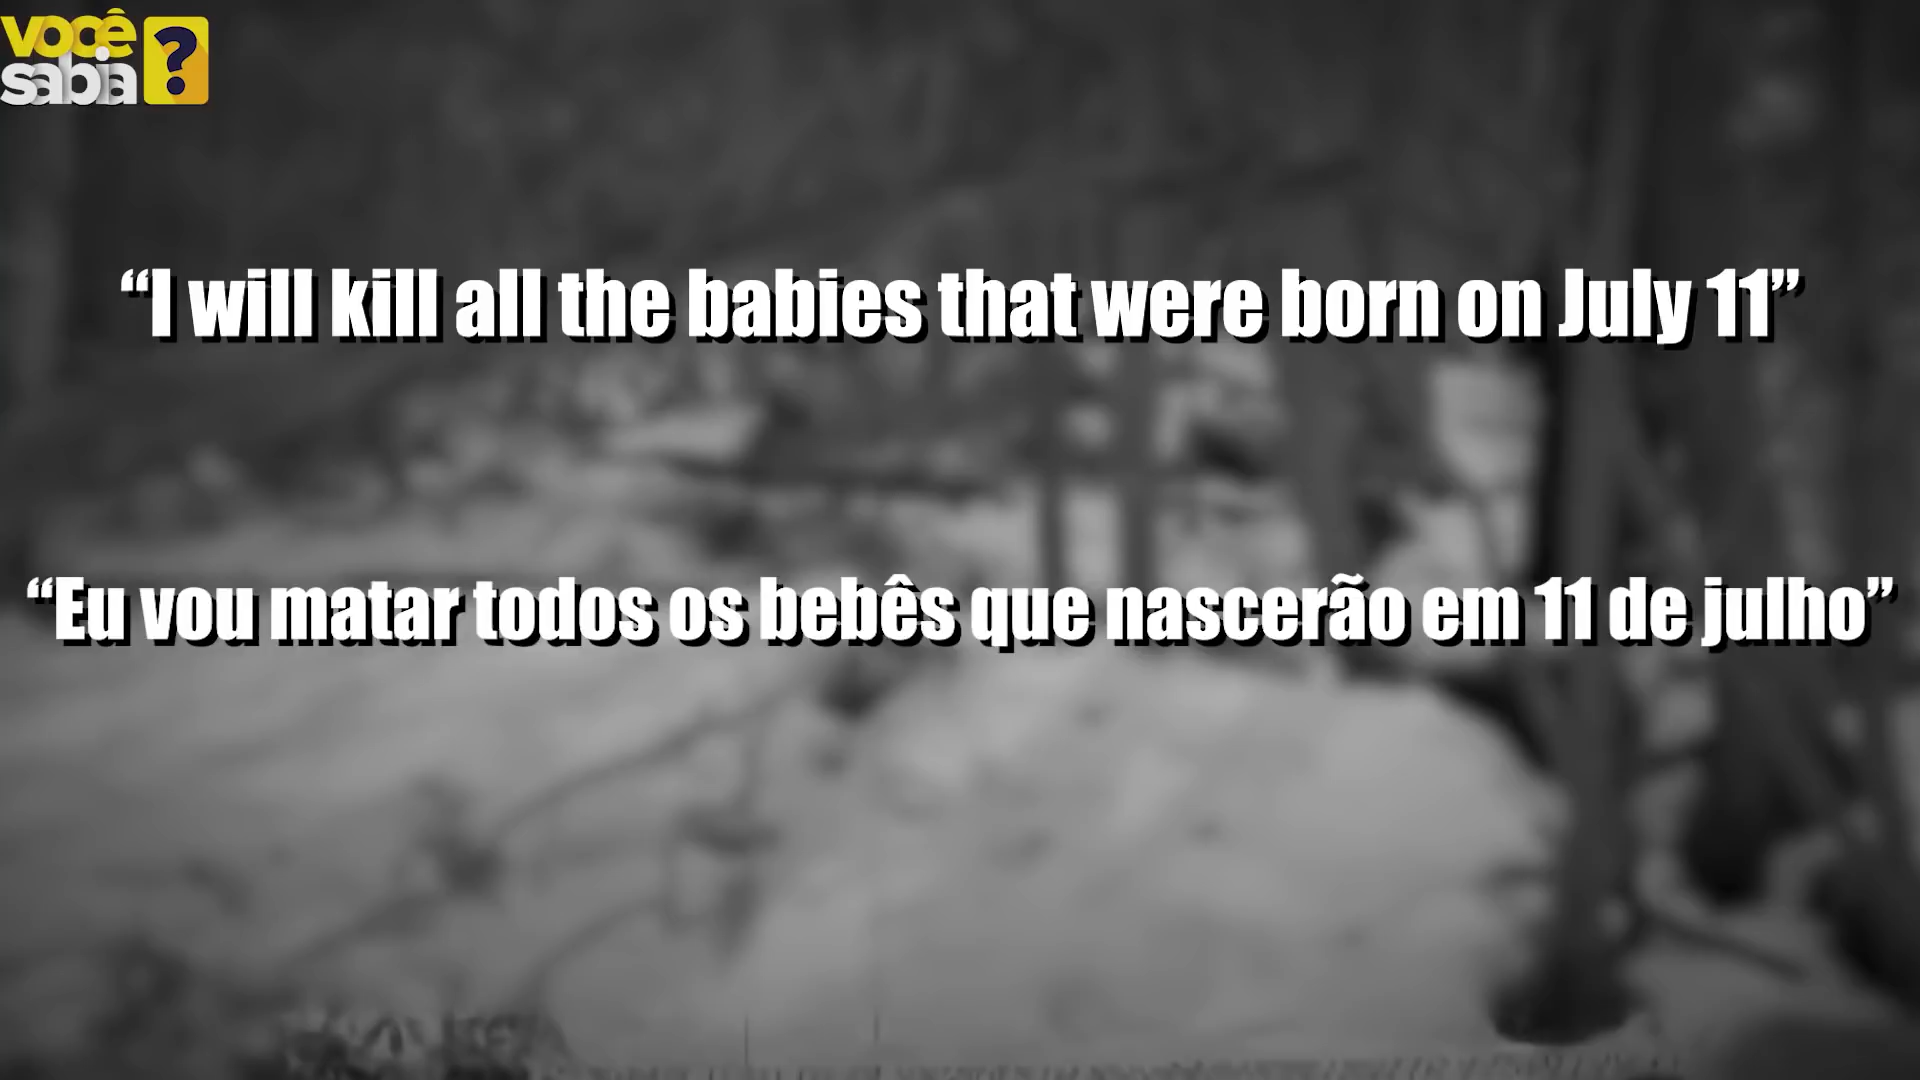 você
sabia
?
“I will kill all the babies that were born on July 11”
“Eu vou matar todos os bebês que nascerão em 11 de julho”